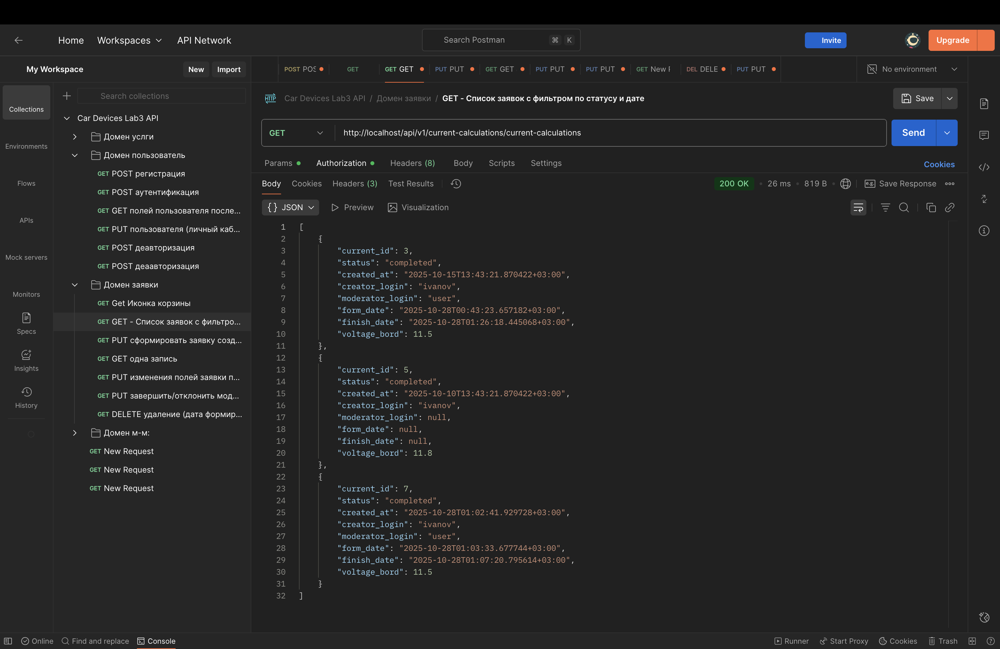 Home Workspaces API Network Search Postman ⌘ K Invite Upgrade
My Workspace New Import POST POS GET GET GET PUT PUT GET GET PUT PUT PUT PUT GET New DEL DELE PUT PUT No environment
Collections
Environments
Flows
APIs
Mock servers
Monitors
Specs
Insights
History
Search collections
Car Devices Lab3 API
Домен услги
Домен пользователь
GET POST регистрация
GET POST аутентификация
GET GET полей пользователя после...
GET PUT пользователя (личный каб...
GET POST деавторизация
GET POST деаавторизация
Домен заявки
GET Get Иконка корзины
GET GET - Список заявок с фильтро...
GET PUT сформировать заявку созд...
GET GET одна запись
GET PUT изменения полей заявки п...
GET PUT завершить/отклонить мод...
GET DELETE удаление (дата формир...
Домен м-м:
GET New Request
GET New Request
GET New Request
HTTP Car Devices Lab3 API / Домен заявки / GET - Список заявок с фильтром по статусу и дате Save
GET http://localhost/api/v1/current-calculations/current-calculations Send
Params Authorization Headers (8) Body Scripts Settings Cookies
Body Cookies Headers (3) Test Results 200 OK • 26 ms • 819 B • e.g. Save Response
{} JSON Preview Visualization
1 [
2 {
3 "current_id": 3,
4 "status": "completed",
5 "created_at": "2025-10-15T13:43:21.870422+03:00",
6 "creator_login": "ivanov",
7 "moderator_login": "user",
8 "form_date": "2025-10-28T00:43:23.657182+03:00",
9 "finish_date": "2025-10-28T01:26:18.445068+03:00",
10 "voltage_bord": 11.5
11 },
12 {
13 "current_id": 5,
14 "status": "completed",
15 "created_at": "2025-10-10T13:43:21.870422+03:00",
16 "creator_login": "ivanov",
17 "moderator_login": null,
18 "form_date": null,
19 "finish_date": null,
20 "voltage_bord": 11.8
21 },
22 {
23 "current_id": 7,
24 "status": "completed",
25 "created_at": "2025-10-28T01:02:41.929728+03:00",
26 "creator_login": "ivanov",
27 "moderator_login": "user",
28 "form_date": "2025-10-28T01:03:33.677744+03:00",
29 "finish_date": "2025-10-28T01:07:20.795614+03:00",
30 "voltage_bord": 11.5
31 }
32 ]
Online Find and replace Console Runner Start Proxy Cookies Trash